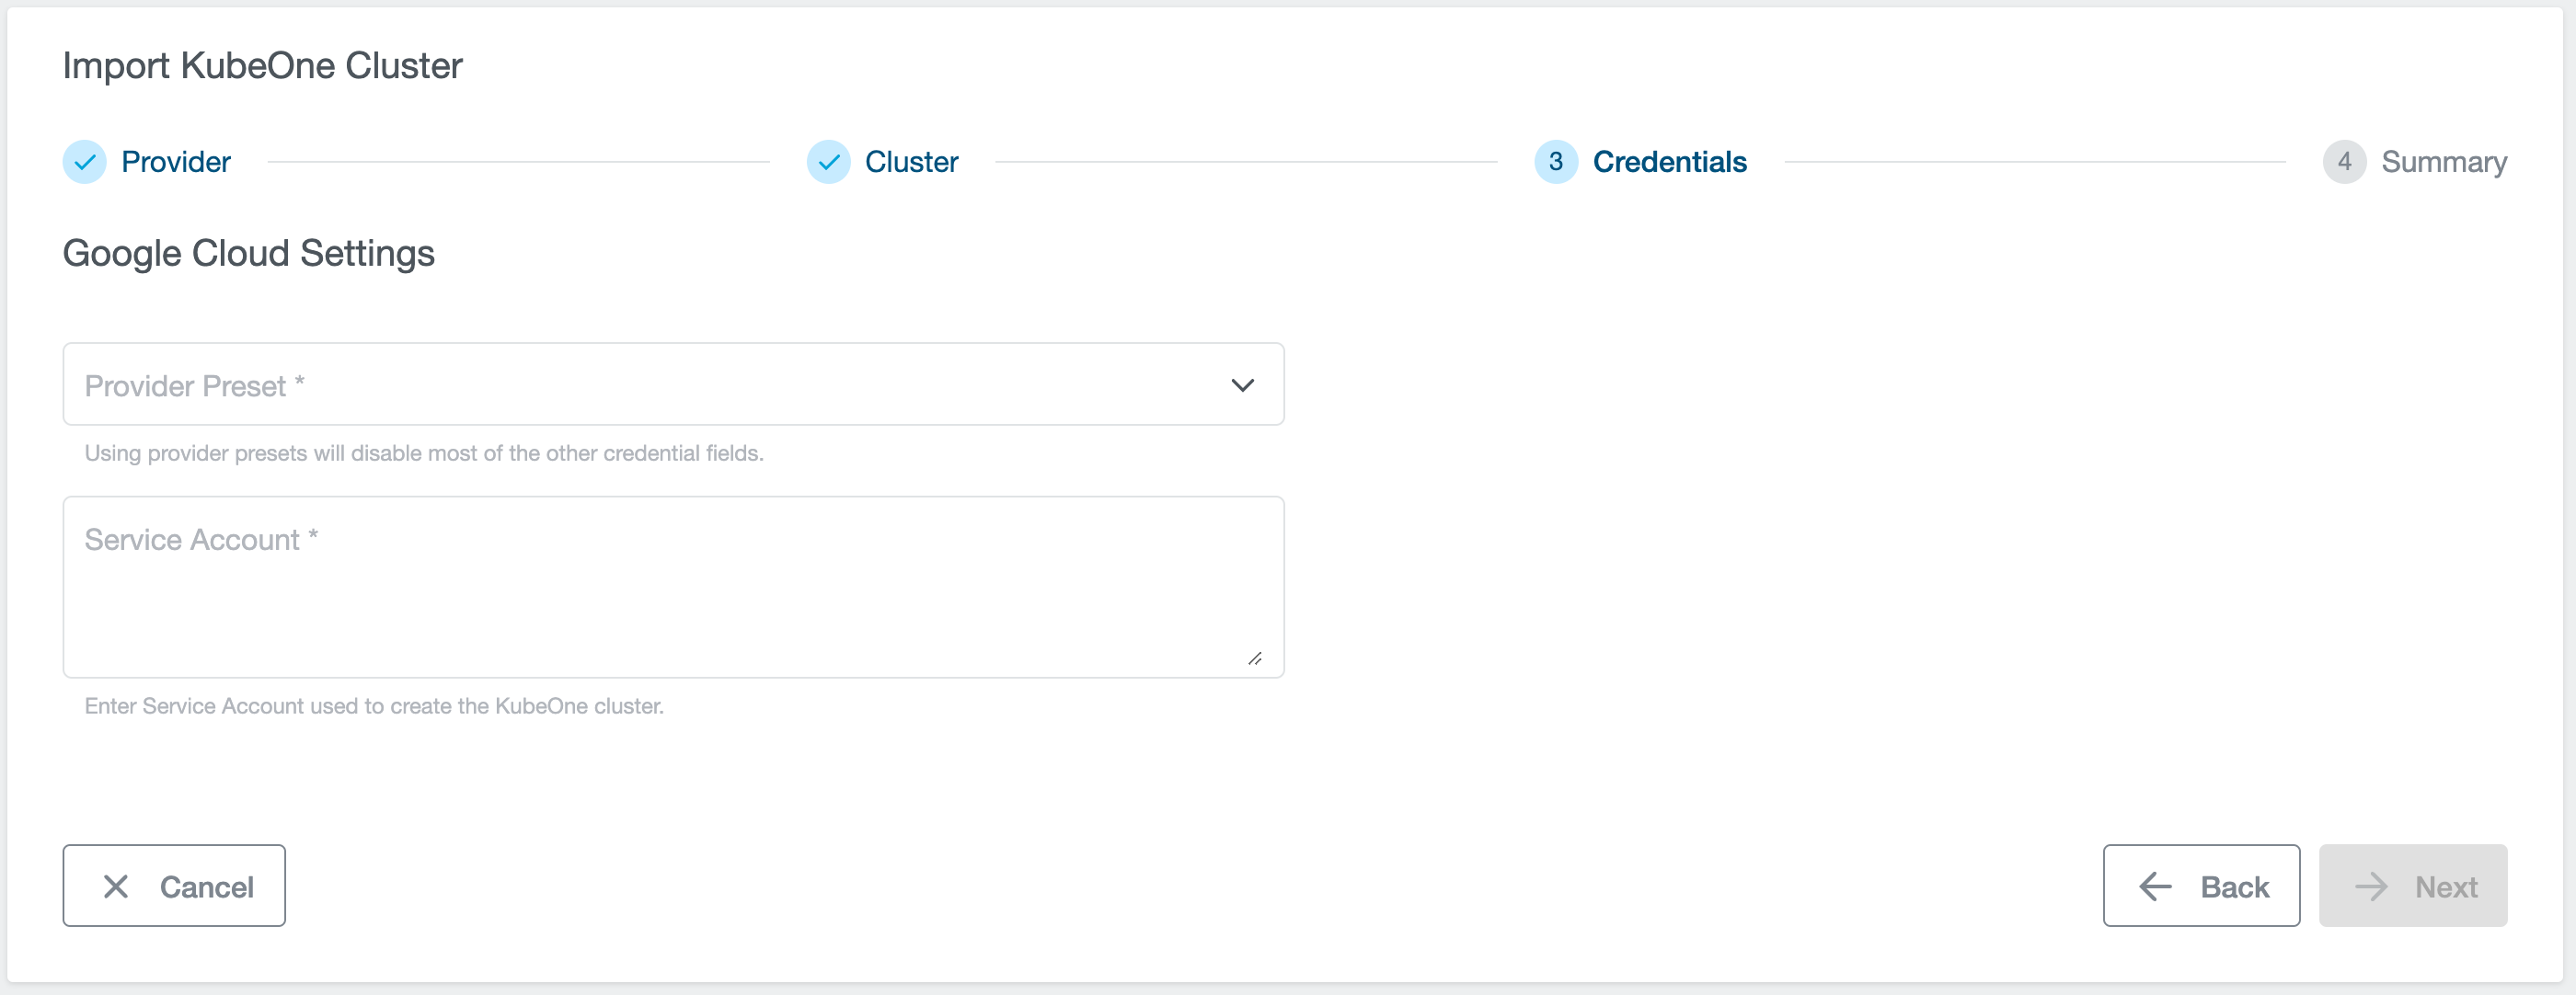 Import KubeOne Cluster
Provider
Cluster
3 Credentials
4 Summary
Google Cloud Settings
Provider Preset *
Using provider presets will disable most of the other credential fields.
Service Account *
Enter Service Account used to create the KubeOne cluster.
Cancel
Back
Next